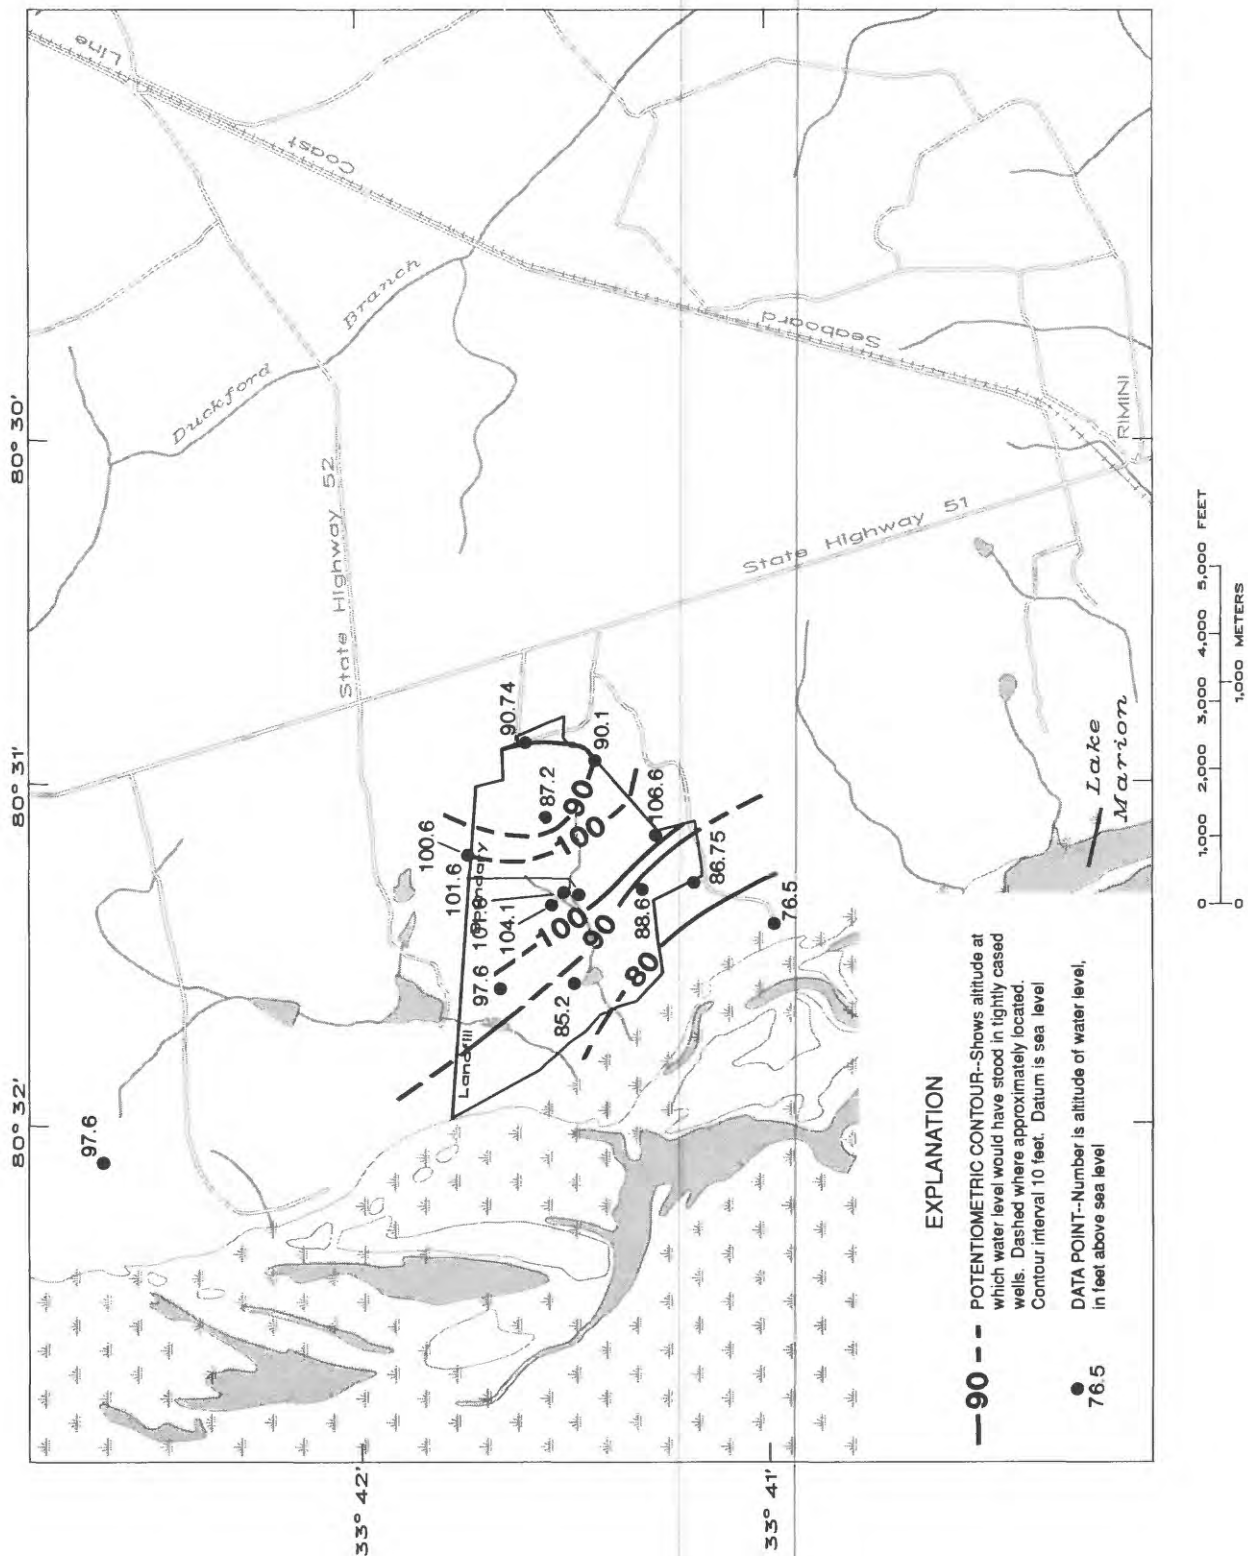 80° 32'
80° 31'
80° 30'
33° 42'
33° 41'
Line
Coast
Seaboard
Duckford
Branch
State Highway 52
State Highway 51
RIMINI
Lake
Marion
Landfill
Boundary
97.6
100.6
101.6
101.6
104.1
97.6
85.2
90.74
90.1
87.2
106.6
86.75
88.6
76.5
90
100
100
90
80
EXPLANATION
90
POTENTIOMETRIC CONTOUR--Shows altitude at
which water level would have stood in tightly cased
wells. Dashed where approximately located.
Contour interval 10 feet. Datum is sea level
76.5
DATA POINT--Number is altitude of water level,
in feet above sea level
0 1,000 2,000 3,000 4,000 5,000 FEET
0 1,000 METERS